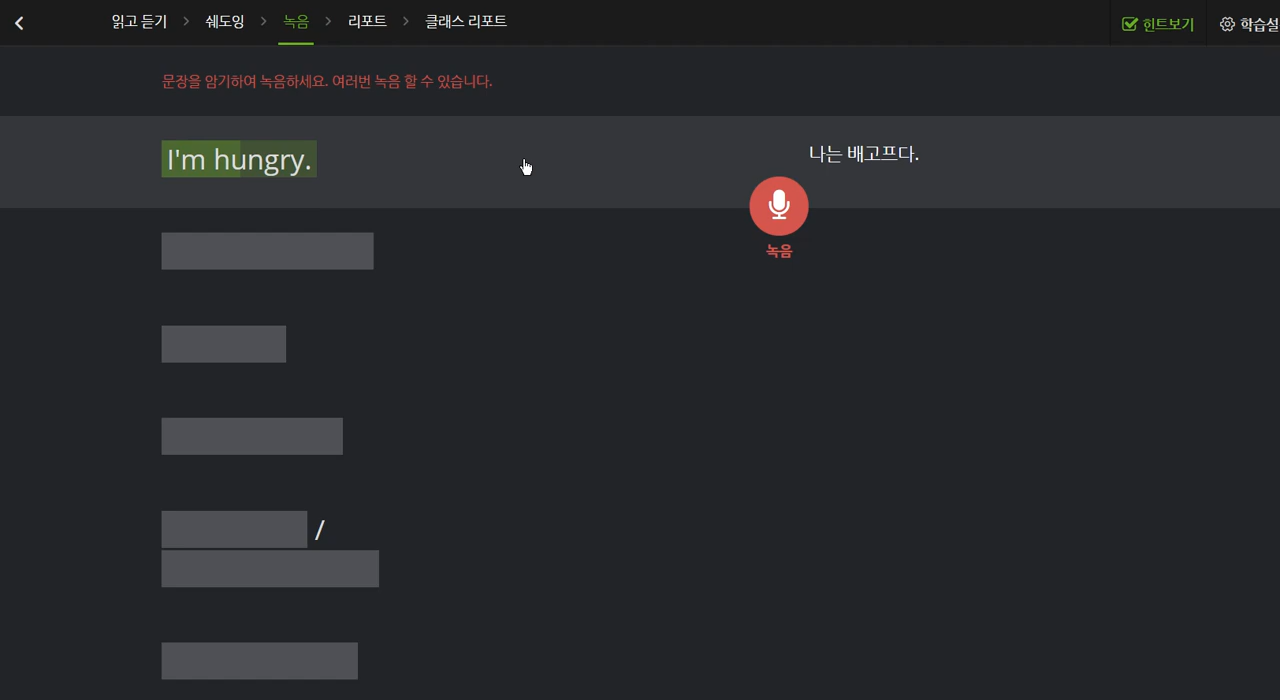 읽고 듣기 > 쉐도잉 > 녹음 > 리포트 > 클래스 리포트
힌트보기
학습설
문장을 암기하여 녹음하세요. 여러번 녹음 할 수 있습니다.
I'm hungry.
나는 배고프다.
녹음
/